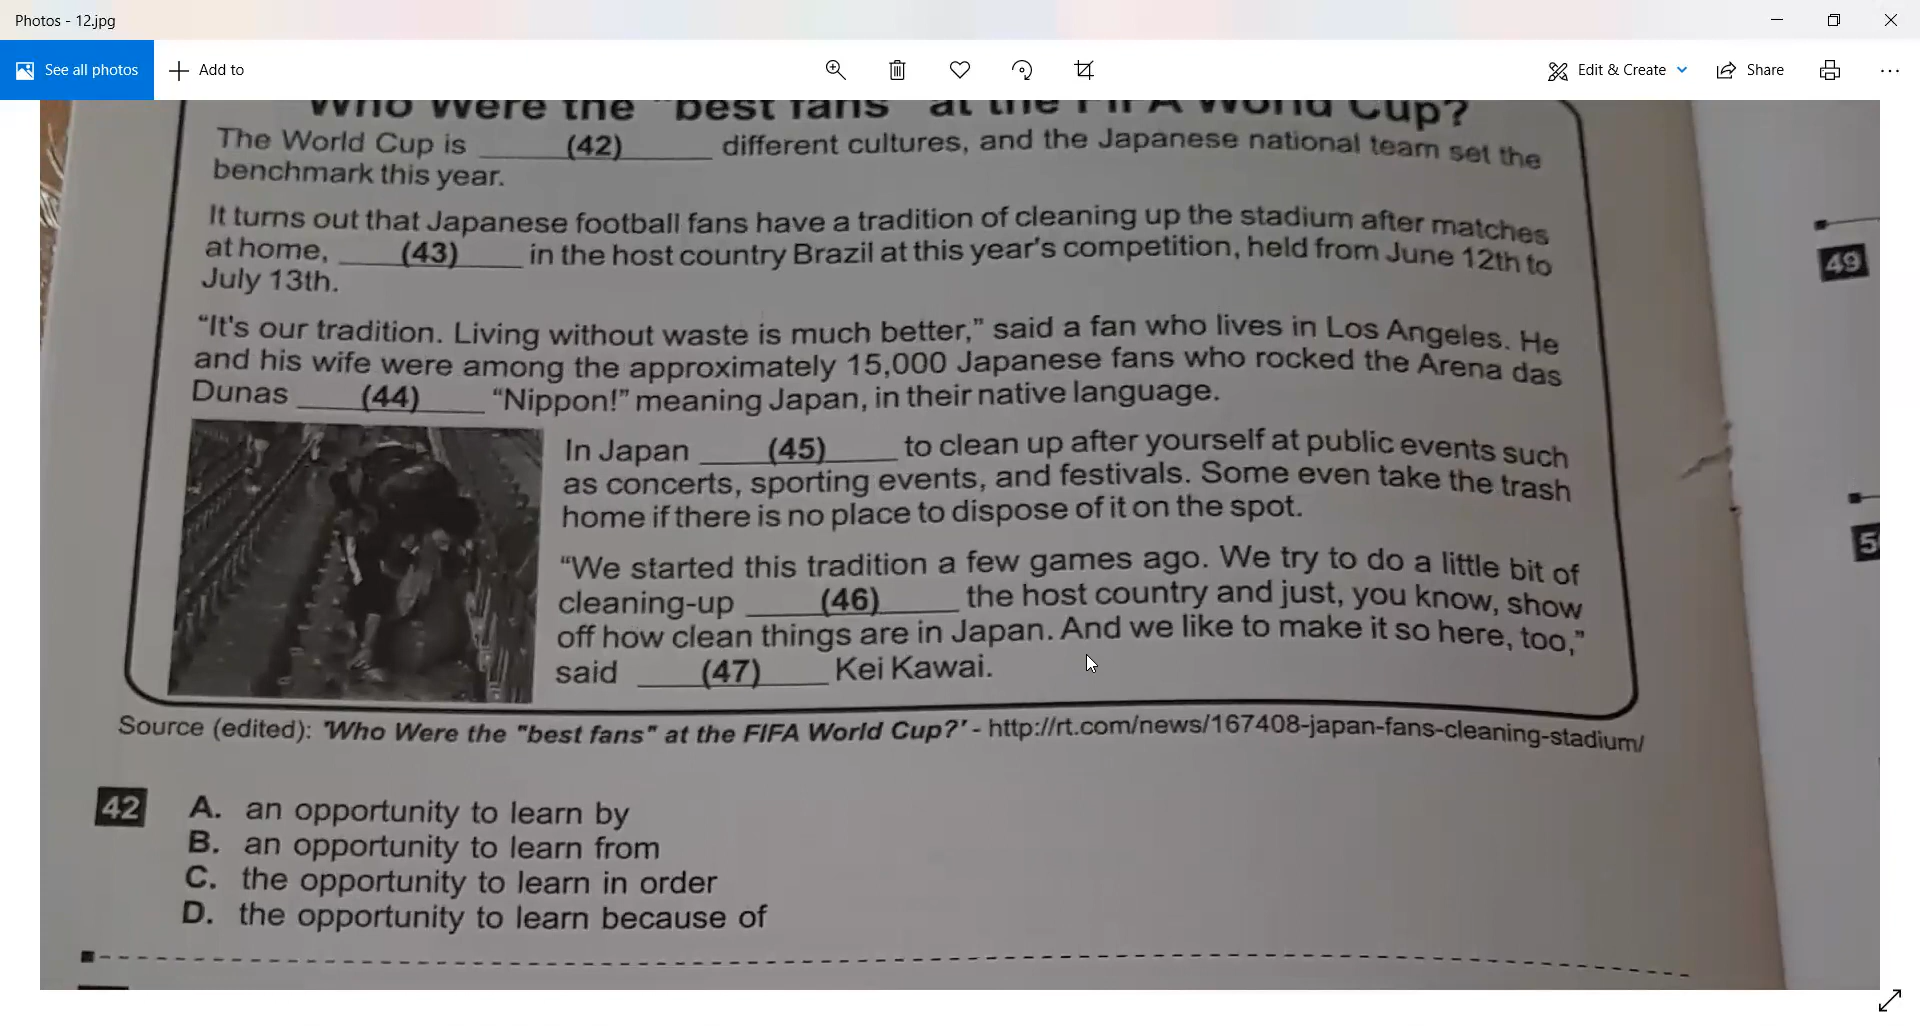 Photos - 12.jpg
See all photos
Add to
Edit & Create
Share
Who Were the "best fans" at the FIFA World Cup?
The World Cup is ____(42)____ different cultures, and the Japanese national team set the
benchmark this year.
It turns out that Japanese football fans have a tradition of cleaning up the stadium after matches
at home, ____(43)____ in the host country Brazil at this year's competition, held from June 12th to
July 13th.
“It's our tradition. Living without waste is much better,” said a fan who lives in Los Angeles. He
and his wife were among the approximately 15,000 Japanese fans who rocked the Arena das
Dunas ____(44)____ “Nippon!” meaning Japan, in their native language.
In Japan ____(45)____ to clean up after yourself at public events such
as concerts, sporting events, and festivals. Some even take the trash
home if there is no place to dispose of it on the spot.
“We started this tradition a few games ago. We try to do a little bit of
cleaning-up ____(46)____ the host country and just, you know, show
off how clean things are in Japan. And we like to make it so here, too,”
said ____(47)____ Kei Kawai.
Source (edited): "Who Were the "best fans" at the FIFA World Cup?' - http://rt.com/news/167408-japan-fans-cleaning-stadium/
42 A. an opportunity to learn by
B. an opportunity to learn from
C. the opportunity to learn in order
D. the opportunity to learn because of
49